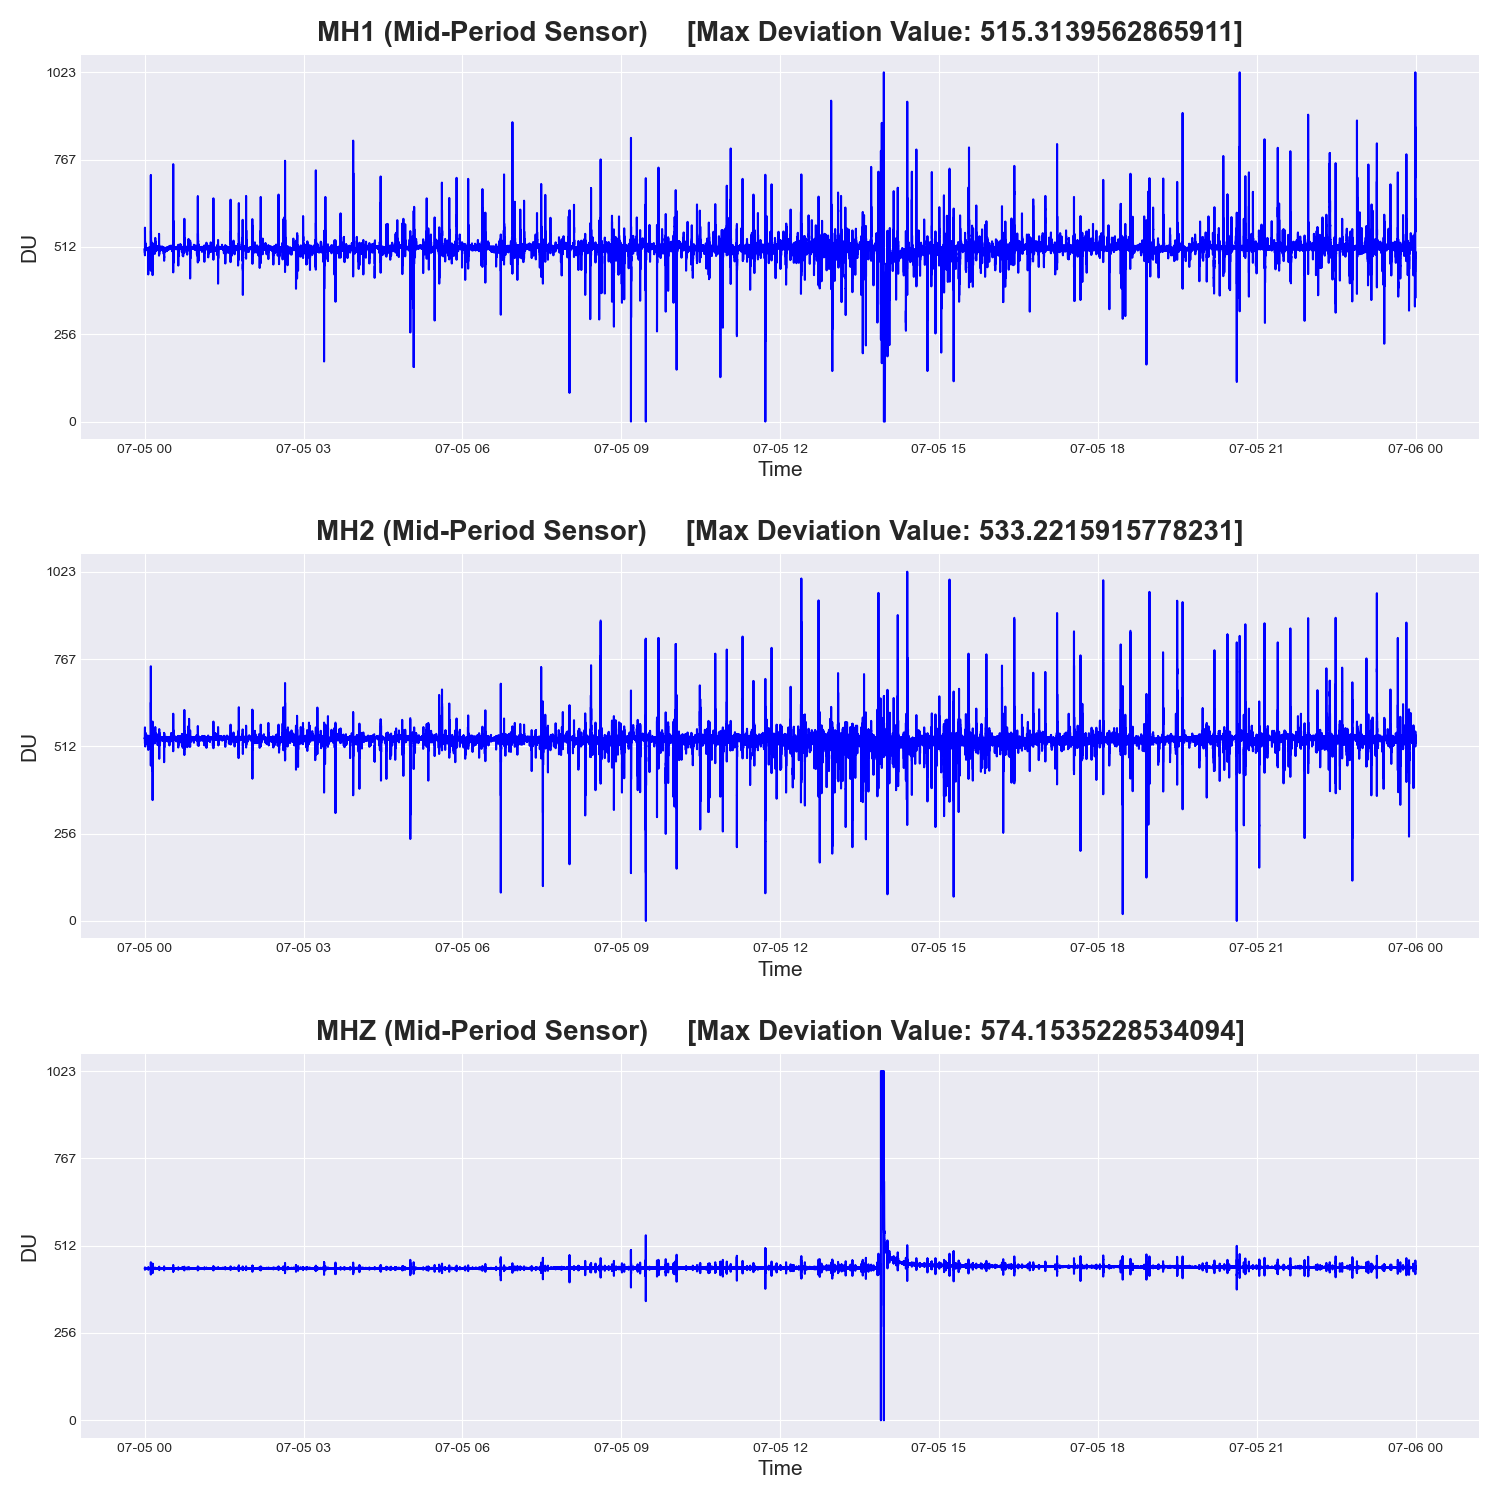 MH1 (Mid-Period Sensor) [Max Deviation Value: 515.3139562865911]
1023
767
512
256
0
DU
07-05 00 07-05 03 07-05 06 07-05 09 07-05 12 07-05 15 07-05 18 07-05 21 07-06 00
Time
MH2 (Mid-Period Sensor) [Max Deviation Value: 533.2215915778231]
1023
767
512
256
0
DU
07-05 00 07-05 03 07-05 06 07-05 09 07-05 12 07-05 15 07-05 18 07-05 21 07-06 00
Time
MHZ (Mid-Period Sensor) [Max Deviation Value: 574.1535228534094]
1023
767
512
256
0
DU
07-05 00 07-05 03 07-05 06 07-05 09 07-05 12 07-05 15 07-05 18 07-05 21 07-06 00
Time